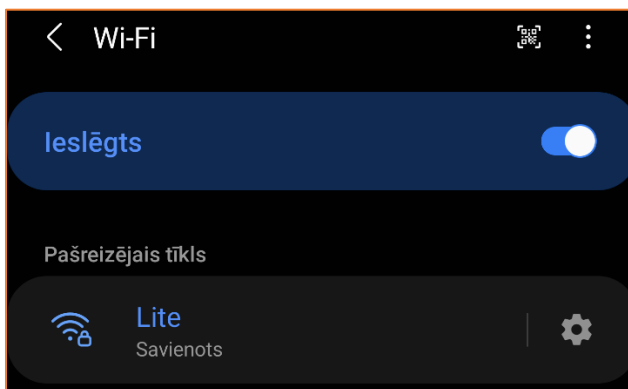 Wi-Fi
Ieslēgts
Pašreizējais tīkls
Lite
Savienots